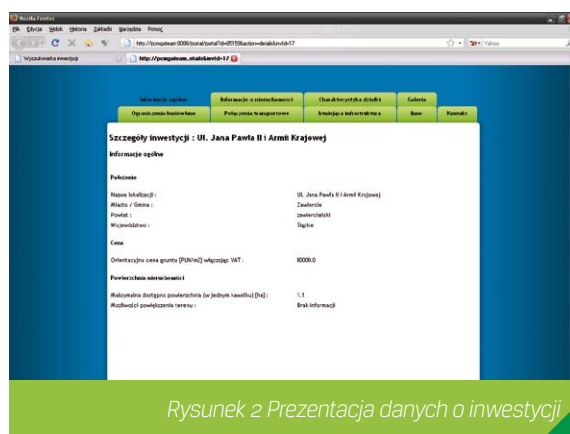 Mozilla Firefox
Plik Edycja Widok Historia Zakładki Narzędzia Pomoc
Yahoo
Wyszukiwarka inwestycji
Informacje ogólne Informacje o nieruchomości Charakterystyka działki Galeria
Ograniczenia budowlane Połączenia transportowe Istniejąca infrastruktura Inne Kontakt
Szczegóły inwestycji : Ul. Jana Pawła II i Armii Krajowej
Informacje ogólne
Położenie
Nazwa lokalizacji : Ul. Jana Pawła II i Armii Krajowej
Miasto / Gmina : Zawiercie
Powiat : zawierciański
Województwo : Śląskie
Cena
Orientacyjna cena gruntu [PLN/m2] włączając VAT : 80000.0
Powierzchnia nieruchomości
Maksymalna dostępna powierzchnia (w jednym kawałku) [ha] : 1.1
Możliwości powiększenia terenu : Brak informacji
Rysunek 2 Prezentacja danych o inwestycji